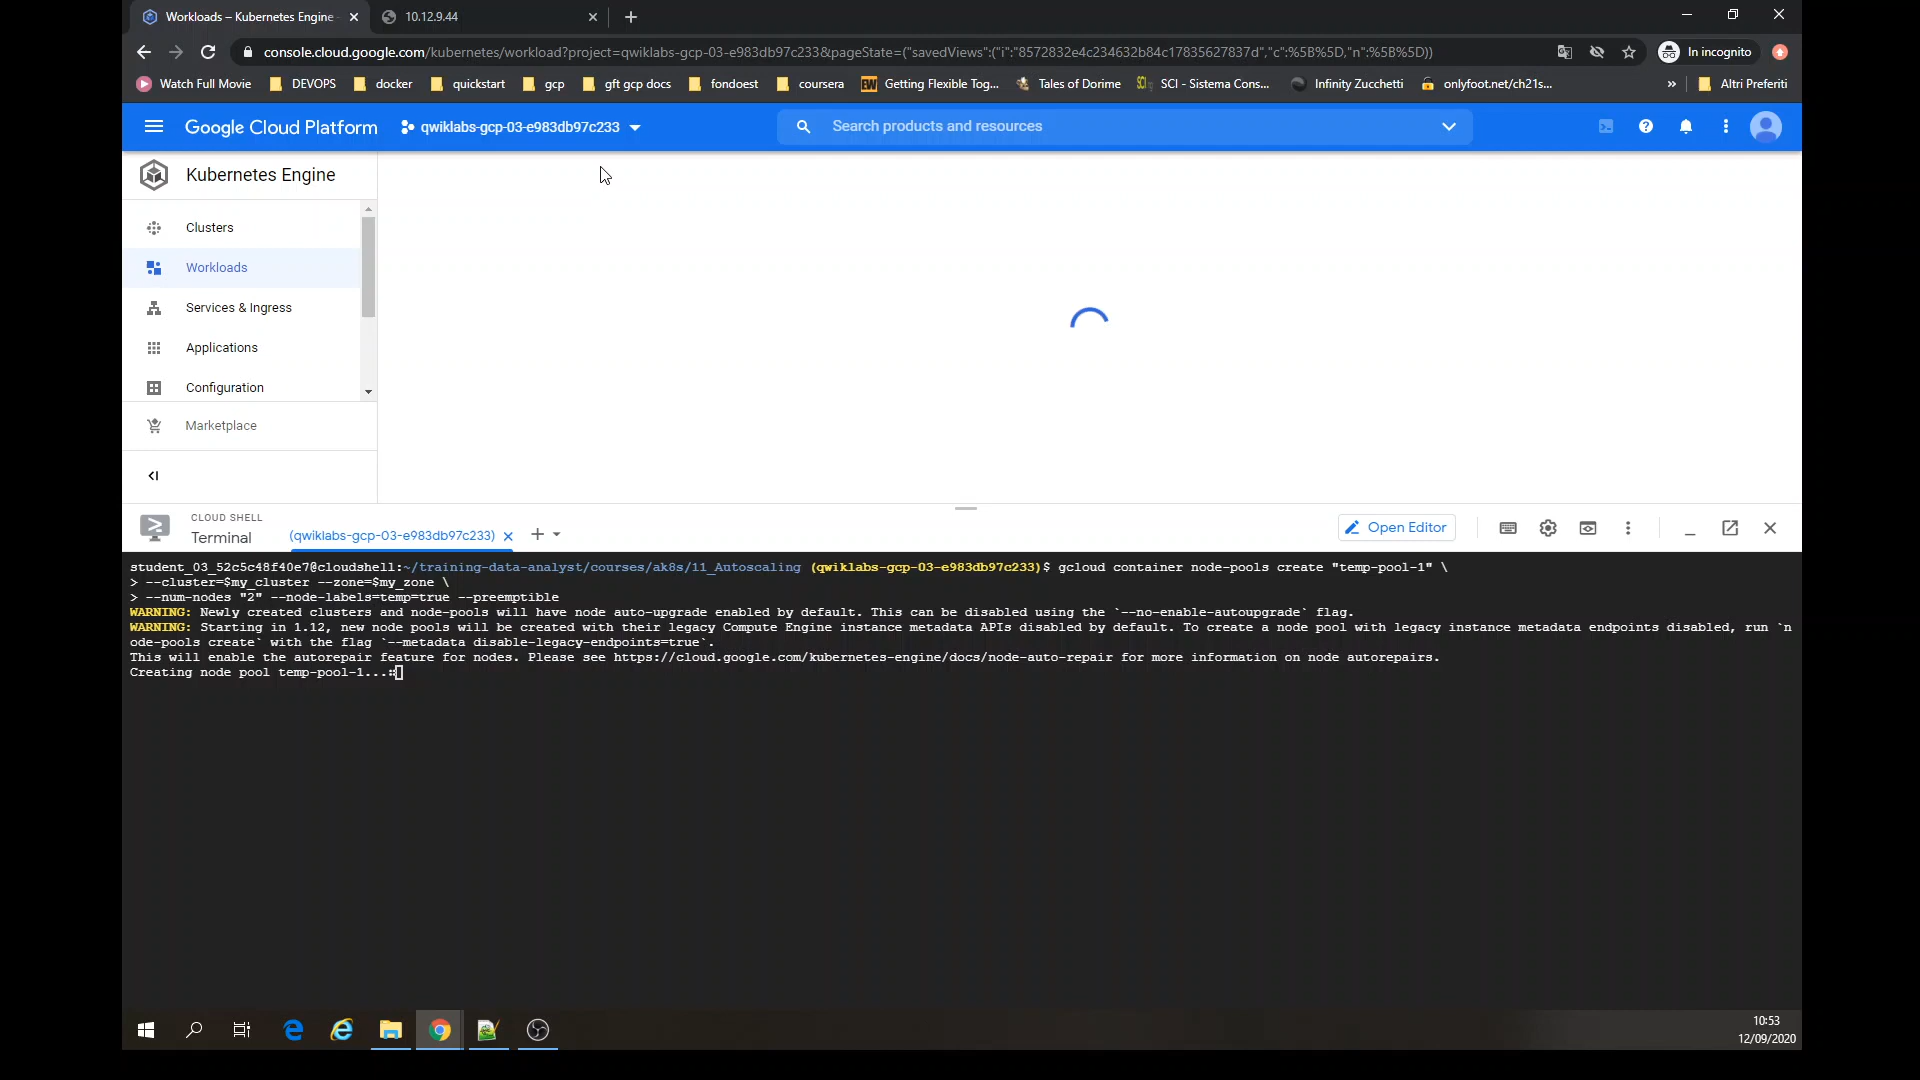 Workloads – Kubernetes Engine
10.12.9.44
console.cloud.google.com/kubernetes/workload?project=qwiklabs-gcp-03-e983db97c233&pageState=("savedViews":("i":"8572832e4c234632b84c17835627837d","c":%5B%5D,"n":%5B%5D))
In incognito
Watch Full Movie DEVOPS docker quickstart gcp gft gcp docs fondoest coursera Getting Flexible Tog... Tales of Dorime SCI - Sistema Cons... Infinity Zucchetti onlyfoot.net/ch21s... » Altri Preferiti
Google Cloud Platform qwiklabs-gcp-03-e983db97c233 Search products and resources
Kubernetes Engine
Clusters
Workloads
Services & Ingress
Applications
Configuration
Marketplace
CLOUD SHELL
Terminal (qwiklabs-gcp-03-e983db97c233) Open Editor
student_03_52c5c48f40e7@cloudshell:~/training-data-analyst/courses/ak8s/11_Autoscaling (qwiklabs-gcp-03-e983db97c233)$ gcloud container node-pools create "temp-pool-1" \
> --cluster=$my_cluster --zone=$my_zone \
> --num-nodes "2" --node-labels=temp=true --preemptible
WARNING: Newly created clusters and node-pools will have node auto-upgrade enabled by default. This can be disabled using the `--no-enable-autoupgrade` flag.
WARNING: Starting in 1.12, new node pools will be created with their legacy Compute Engine instance metadata APIs disabled by default. To create a node pool with legacy instance metadata endpoints disabled, run `n
ode-pools create` with the flag `--metadata disable-legacy-endpoints=true`.
This will enable the autorepair feature for nodes. Please see https://cloud.google.com/kubernetes-engine/docs/node-auto-repair for more information on node autorepairs.
Creating node pool temp-pool-1...
10:53
12/09/2020